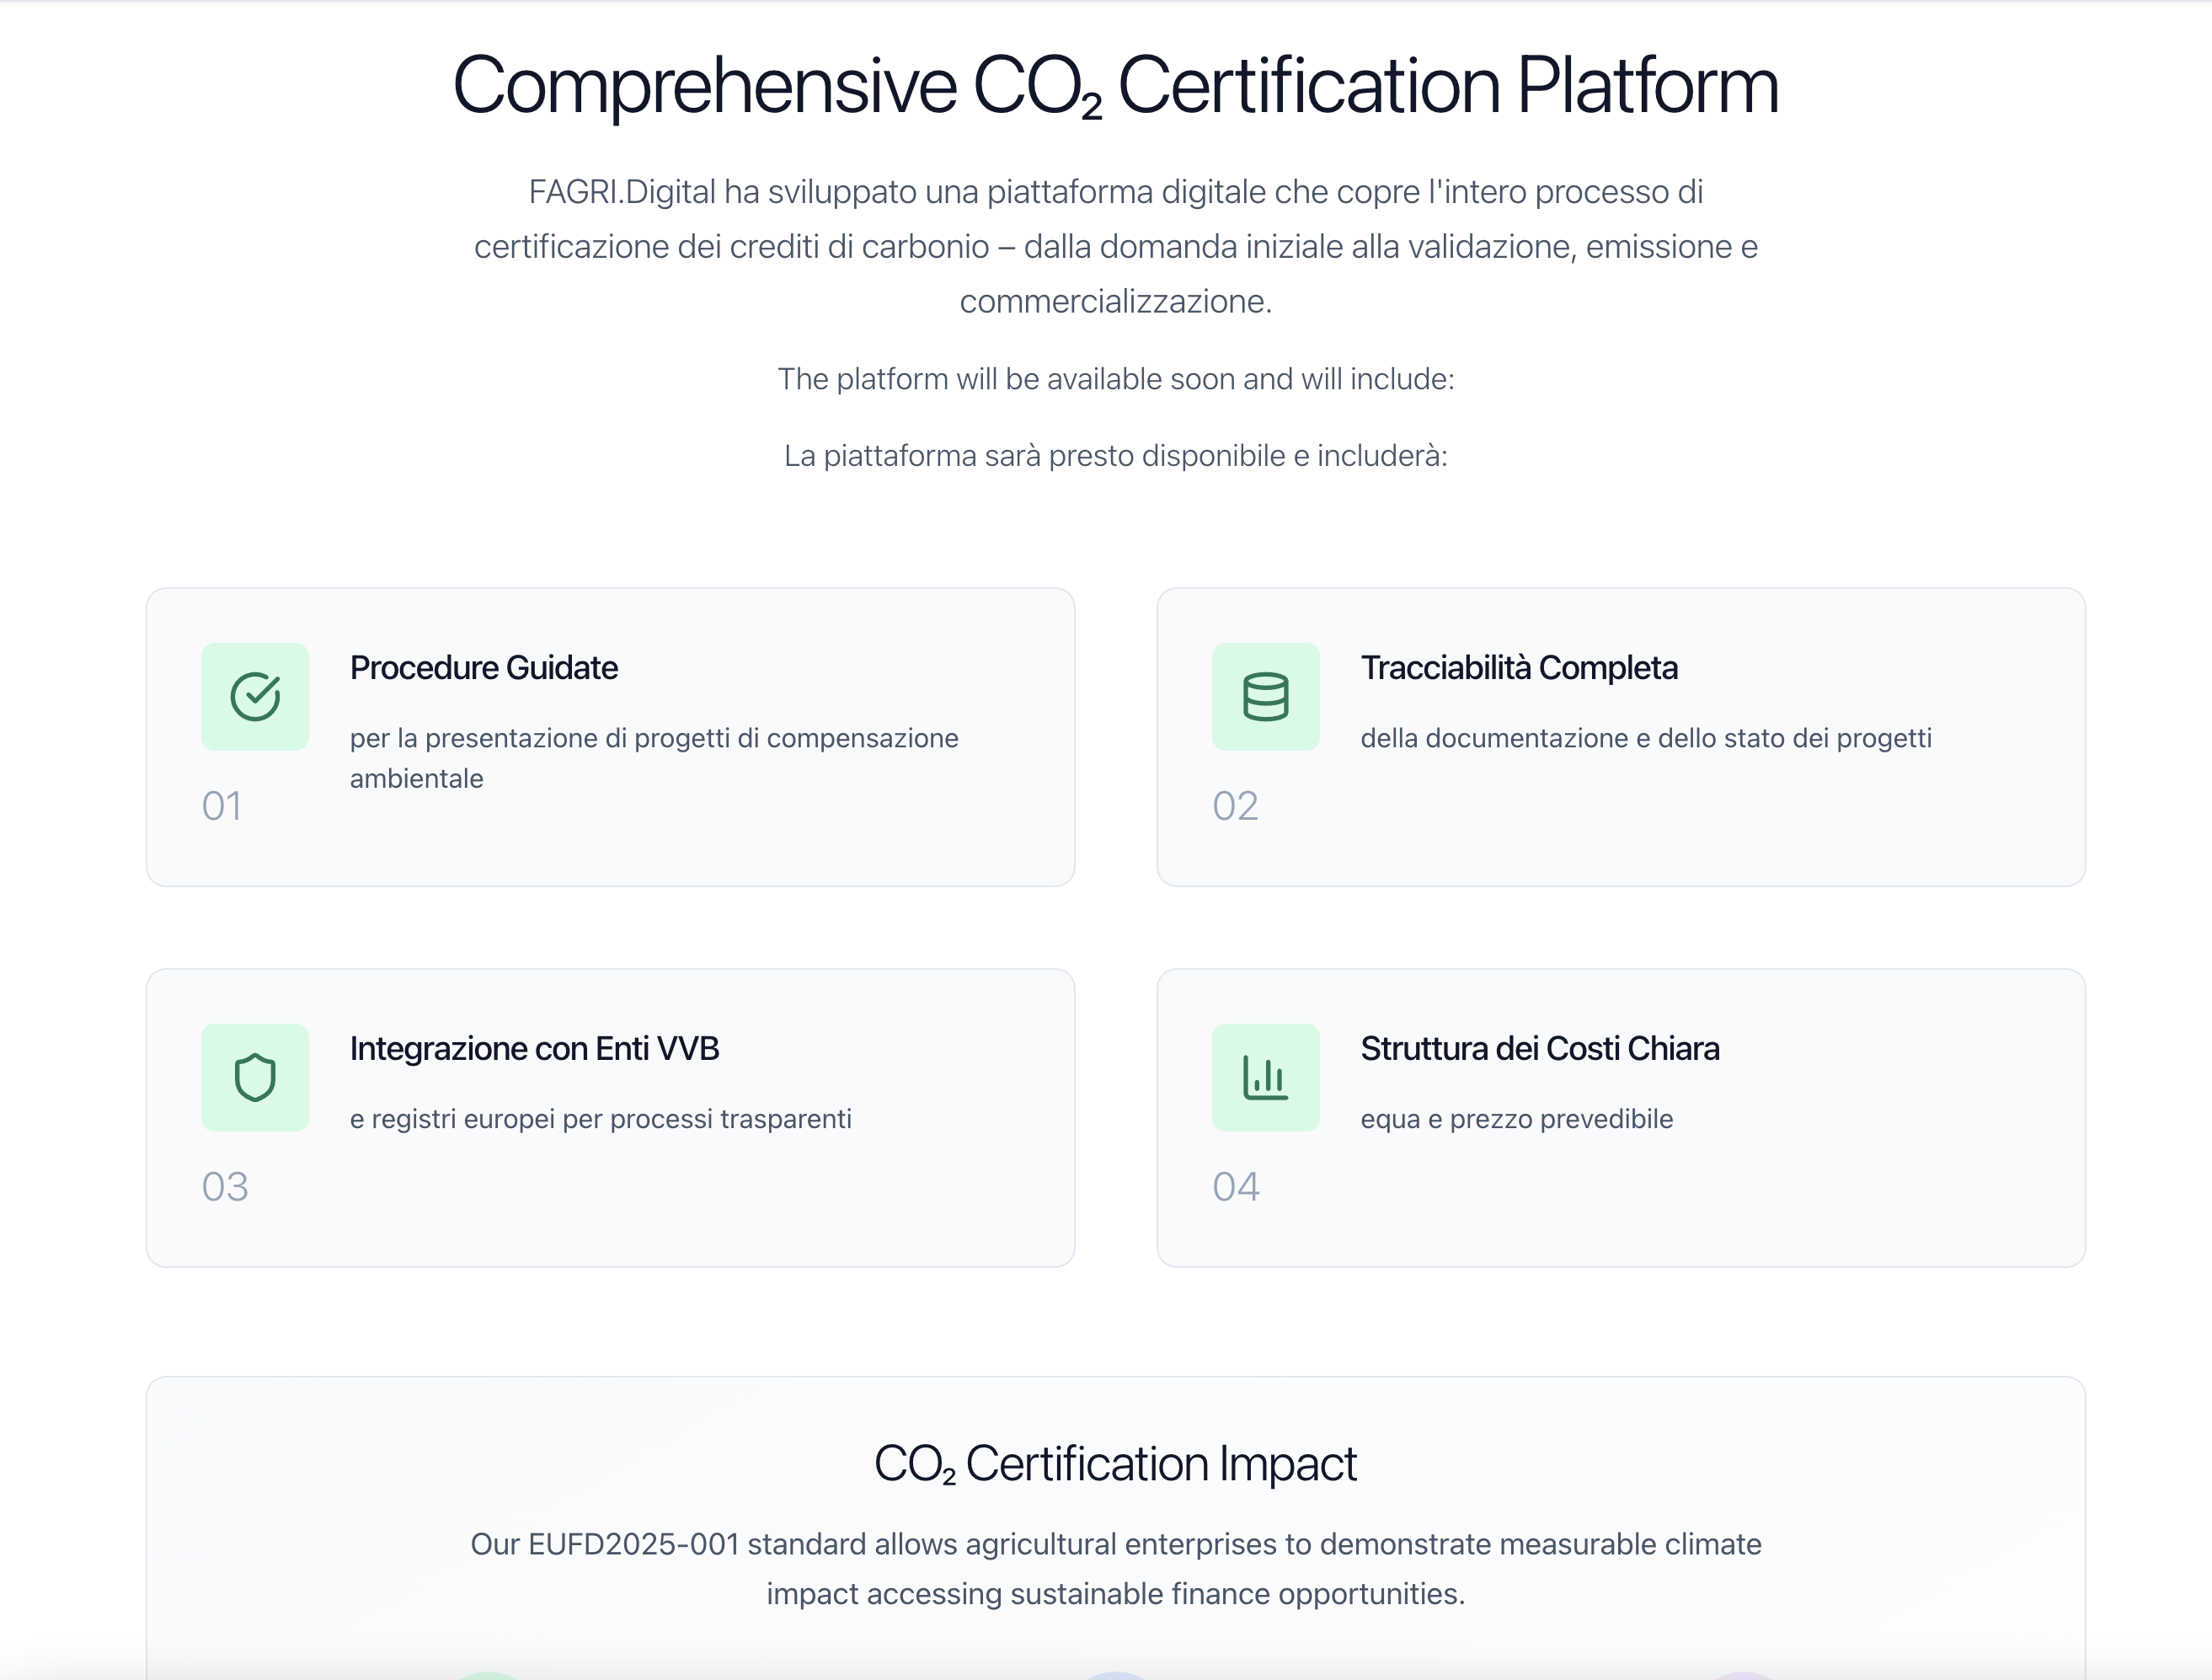 Comprehensive CO₂ Certification Platform
FAGRI.Digital ha sviluppato una piattaforma digitale che copre l'intero processo di
certificazione dei crediti di carbonio – dalla domanda iniziale alla validazione, emissione e
commercializzazione.
The platform will be available soon and will include:
La piattaforma sarà presto disponibile e includerà:
Procedure Guidate
per la presentazione di progetti di compensazione
ambientale
01
Tracciabilità Completa
della documentazione e dello stato dei progetti
02
Integrazione con Enti VVB
e registri europei per processi trasparenti
03
Struttura dei Costi Chiara
equa e prezzo prevedibile
04
CO₂ Certification Impact
Our EUFD2025-001 standard allows agricultural enterprises to demonstrate measurable climate
impact accessing sustainable finance opportunities.